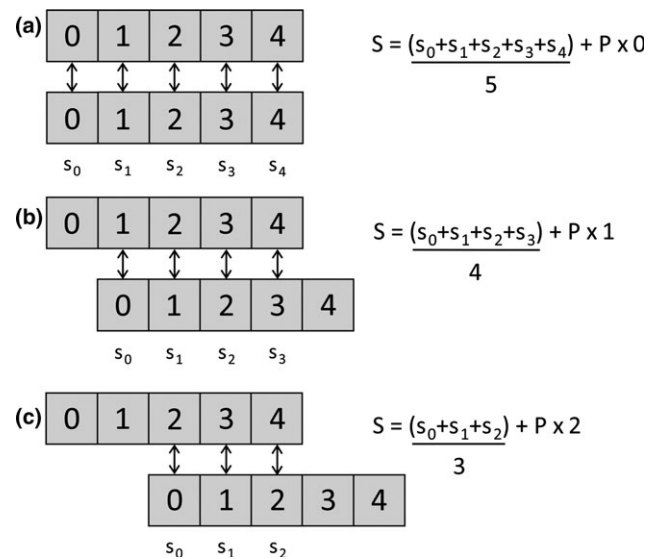 (a) 0 1 2 3 4 S = (s₀+s₁+s₂+s₃+s₄) + P x 0
5
0 1 2 3 4
s₀ s₁ s₂ s₃ s₄
(b) 0 1 2 3 4
S = (s₀+s₁+s₂+s₃) + P x 1
4
0 1 2 3 4
s₀ s₁ s₂ s₃
(c) 0 1 2 3 4
S = (s₀+s₁+s₂) + P x 2
3
0 1 2 3 4
s₀ s₁ s₂